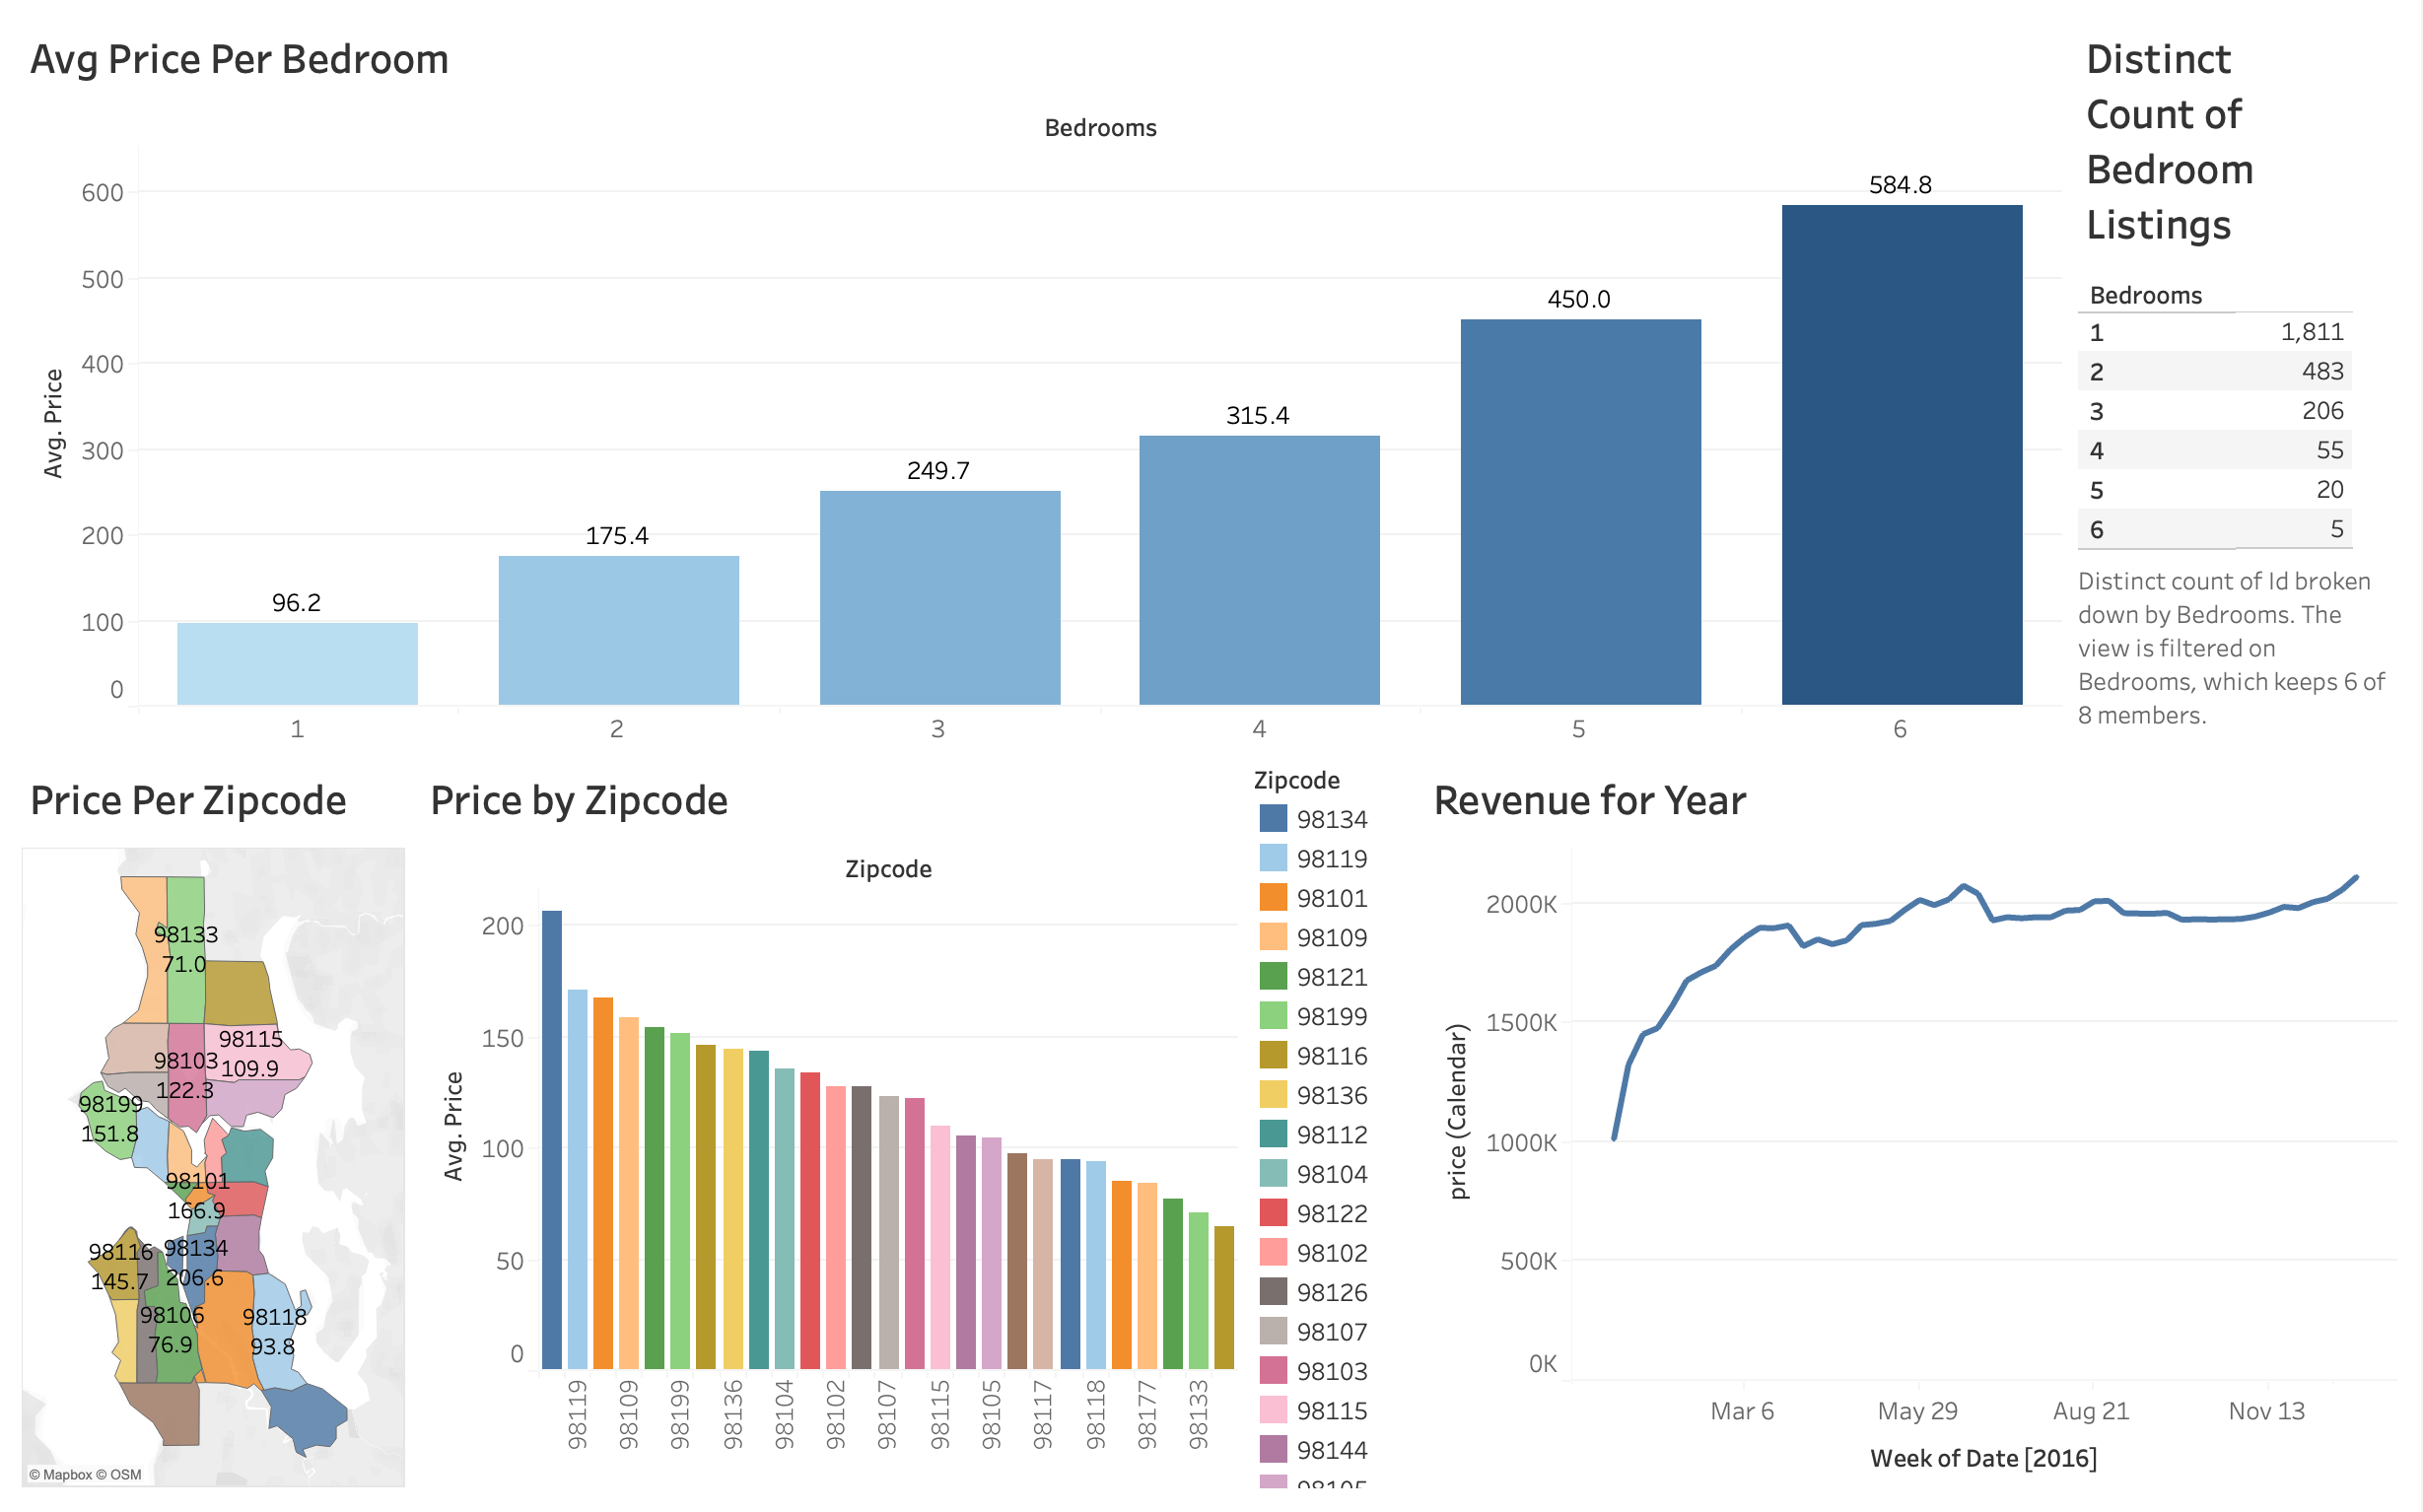 Avg Price Per Bedroom
Bedrooms
Avg. Price
600
500
400
300
200
100
0
96.2
175.4
249.7
315.4
450.0
584.8
1
2
3
4
5
6
Distinct
Count of
Bedroom
Listings
Bedrooms
1 1,811
2 483
3 206
4 55
5 20
6 5
Distinct count of Id broken
down by Bedrooms. The
view is filtered on
Bedrooms, which keeps 6 of
8 members.
Price Per Zipcode
98133
71.0
98115
109.9
98103
122.3
98199
151.8
98101
166.9
98116
145.7
98134
206.6
98106
76.9
98118
93.8
© Mapbox © OSM
Price by Zipcode
Zipcode
Avg. Price
200
150
100
50
0
98119
98109
98199
98136
98104
98102
98107
98115
98105
98117
98118
98177
98133
Zipcode
98134
98119
98101
98109
98121
98199
98116
98136
98112
98104
98122
98102
98126
98107
98103
98115
98144
98105
Revenue for Year
price (Calendar)
2000K
1500K
1000K
500K
0K
Mar 6
May 29
Aug 21
Nov 13
Week of Date [2016]